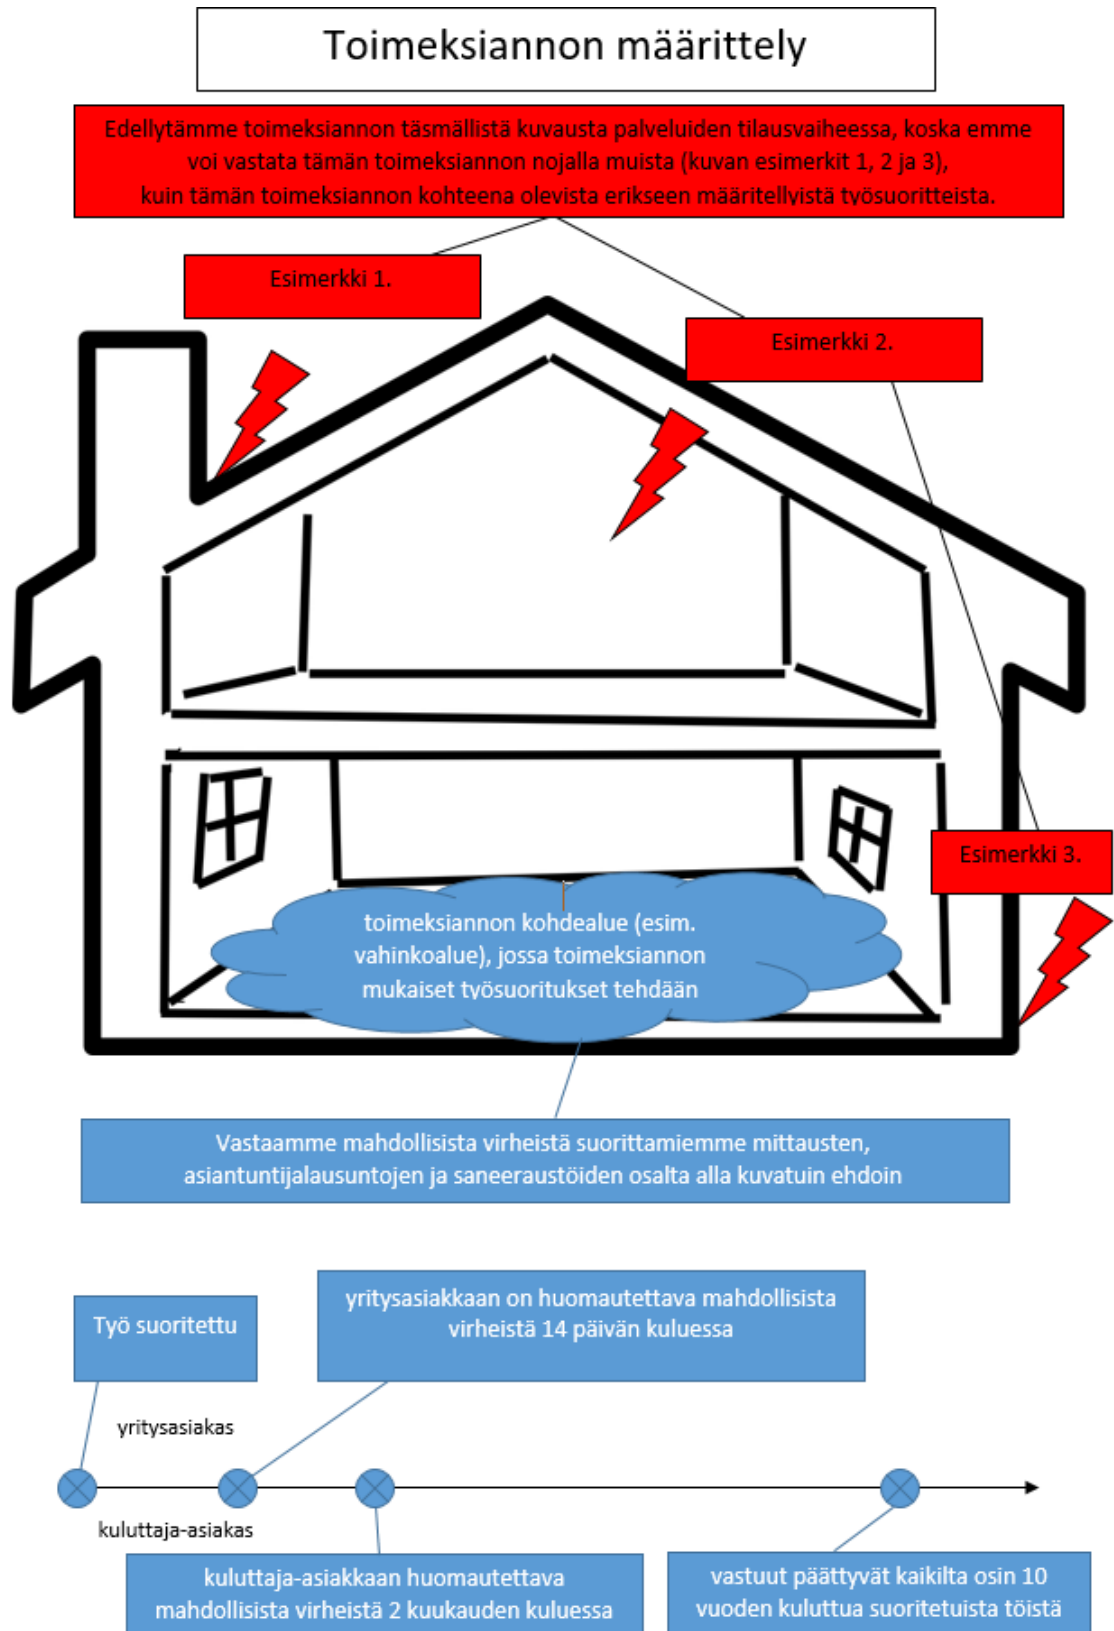 Toimeksiannon määrittely
Edellytämme toimeksiannon täsmällistä kuvausta palveluiden tilausvaiheessa, koska emme
voi vastata tämän toimeksiannon nojalla muista (kuvan esimerkit 1, 2 ja 3),
kuin tämän toimeksiannon kohteena olevista erikseen määritellyistä työsuoritteista.
Esimerkki 1.
Esimerkki 2.
Esimerkki 3.
toimeksiannon kohdealue (esim.
vahinkoalue), jossa toimeksiannon
mukaiset työsuoritukset tehdään
Vastaamme mahdollisista virheistä suorittamiemme mittausten,
asiantuntijalausuntojen ja saneeraustöiden osalta alla kuvatuin ehdoin
Työ suoritettu
yritysasiakkaan on huomautettava mahdollisista
virheistä 14 päivän kuluessa
yritysasiakas
kuluttaja-asiakas
kuluttaja-asiakkaan huomautettava
mahdollisista virheistä 2 kuukauden kuluessa
vastuut päättyvät kaikilta osin 10
vuoden kuluttua suoritetuista töistä